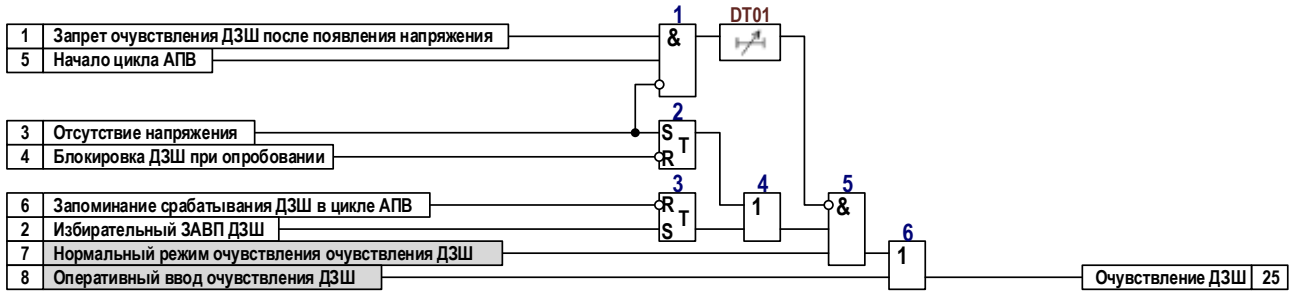 1 DT01
1 Запрет очувствления ДЗШ после появления напряжения &
5 Начало цикла АПВ
2
3 Отсутствие напряжения S T
4 Блокировка ДЗШ при опробовании R
3 4 5
6 Запоминание срабатывания ДЗШ в цикле АПВ R T 1 &
2 Избирательный ЗАВП ДЗШ S
6
7 Нормальный режим очувствления очувствления ДЗШ 1
8 Оперативный ввод очувствления ДЗШ Очувствление ДЗШ 25